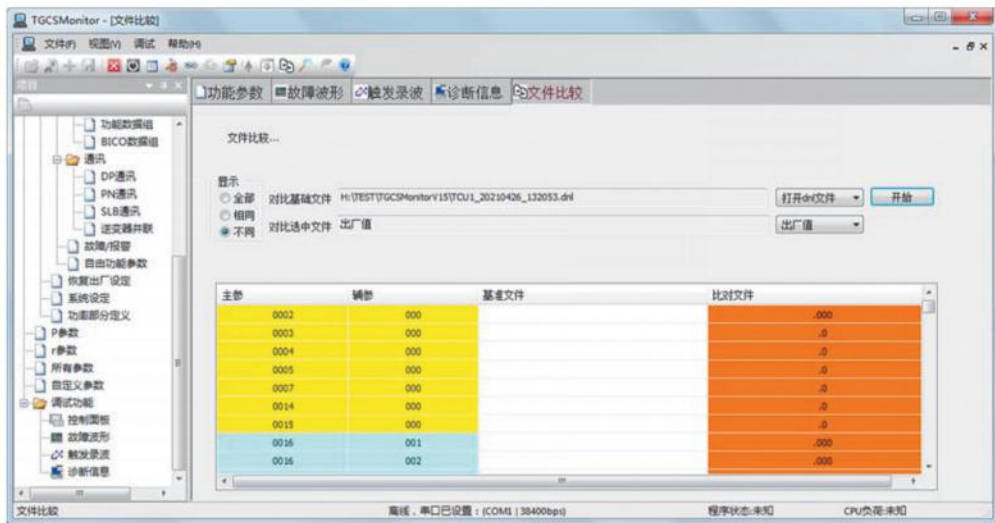 TGCSMonitor - [文件比较]
文件(F) 视图(V) 调试 帮助(H)
项目
功能参数 故障波形 触发录波 诊断信息 文件比较
功能数据组
BICO数据组
通讯
DP通讯
PN通讯
SLB通讯
逆变器并联
故障/报警
自由功能参数
恢复出厂设定
系统设定
功率部分定义
P参数
r参数
所有参数
自定义参数
调试功能
控制面板
故障波形
触发录波
诊断信息
文件比较...
显示
全部
相同
不同
对比基础文件 H:\TEST\TGCSMonitorV15\TCU1_20210426_132053.dnl 打开dnl文件 开始
对比选中文件 出厂值 出厂值
主参 辅参 基准文件 比对文件
0002 000 .000
0003 000 .0
0004 000 .0
0005 000 .0
0007 000 .0
0014 000 .0
0015 000 .0
0016 001 .000
0016 002 .000
文件比较 离线，串口已设置：(COM1 | 38400bps) 程序状态:未知 CPU负荷:未知